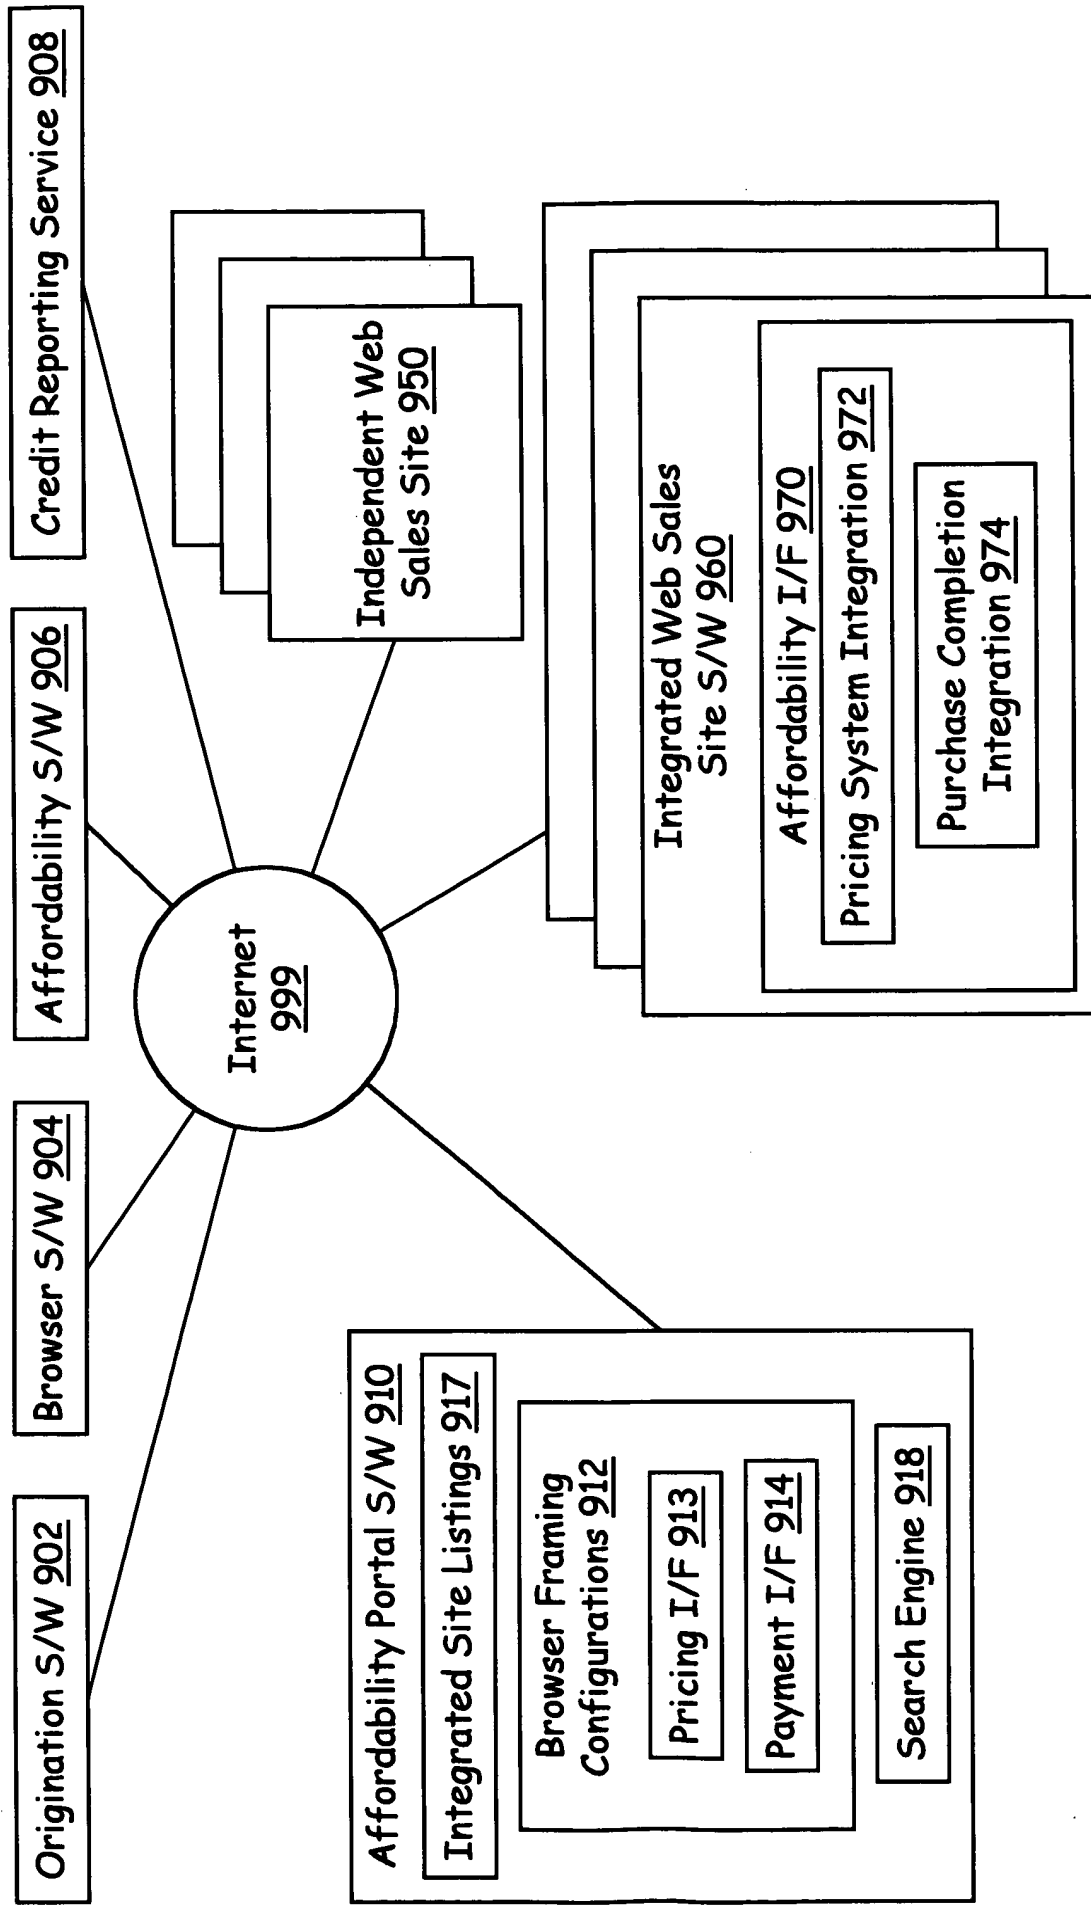 Origination S/W 902
Browser S/W 904
Affordability S/W 906
Credit Reporting Service 908
Internet
999
Independent Web
Sales Site 950
Affordability Portal S/W 910
Integrated Site Listings 917
Browser Framing
Configurations 912
Pricing I/F 913
Payment I/F 914
Search Engine 918
Integrated Web Sales
Site S/W 960
Affordability I/F 970
Pricing System Integration 972
Purchase Completion
Integration 974